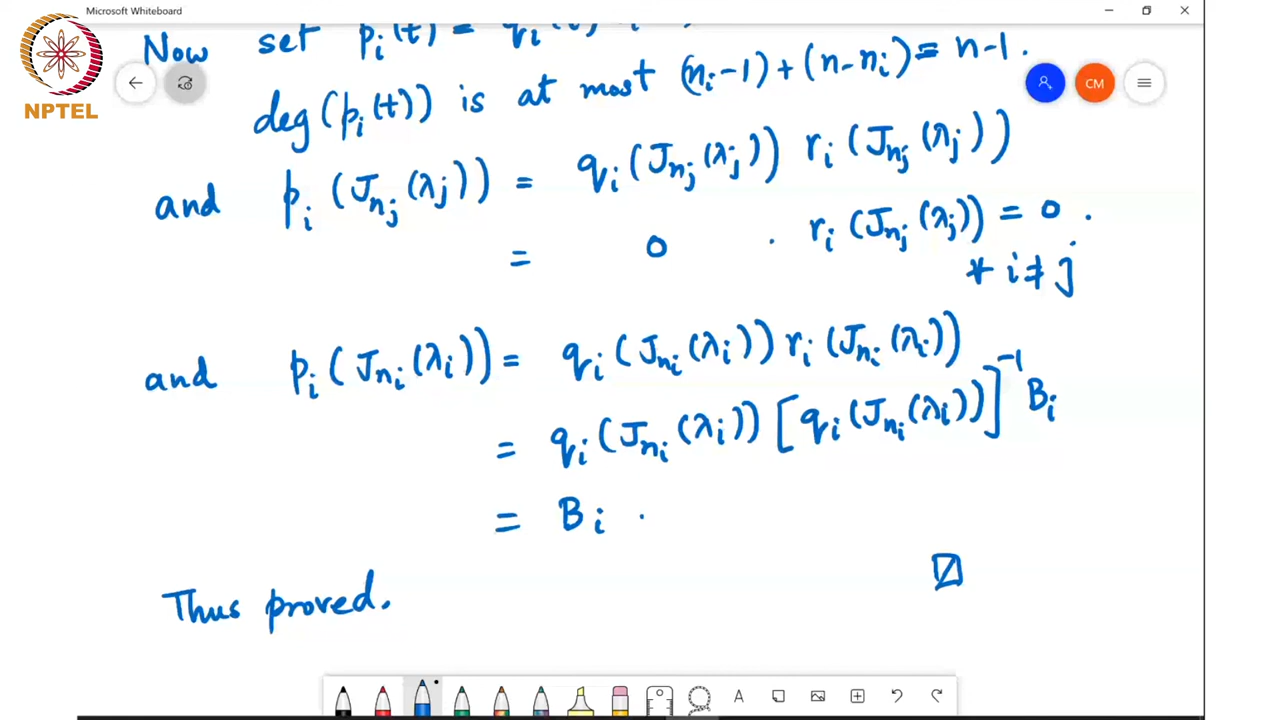 Microsoft Whiteboard
NPTEL
CM
Now set pᵢ(t) = qᵢ(t)
deg(pᵢ(t)) is at most (nᵢ-1)+(n-nᵢ) = n-1.
and pᵢ(J_{nⱼ}(λⱼ)) = qᵢ(J_{nⱼ}(λⱼ)) rᵢ(J_{nⱼ}(λⱼ))
= 0 . rᵢ(J_{nⱼ}(λⱼ)) = 0 .
∀ i≠j
and pᵢ(J_{nᵢ}(λᵢ)) = qᵢ(J_{nᵢ}(λᵢ)) rᵢ(J_{nᵢ}(λᵢ))
= qᵢ(J_{nᵢ}(λᵢ)) [qᵢ(J_{nᵢ}(λᵢ))]⁻¹ Bᵢ
= Bᵢ .
Thus proved.
A